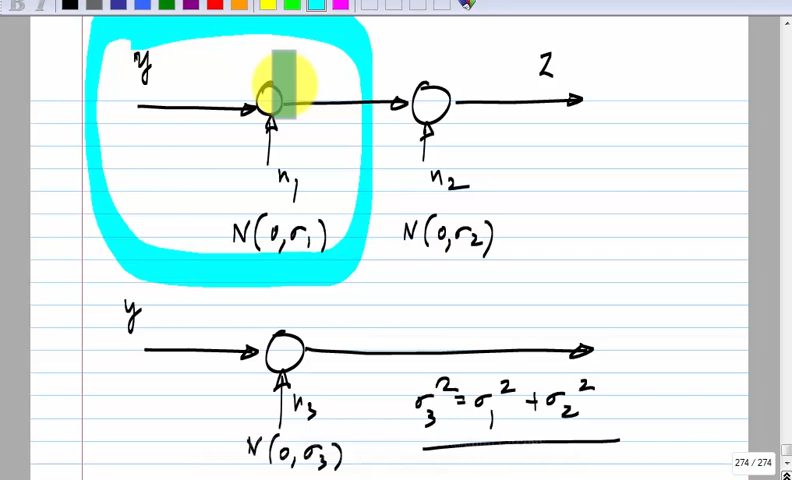 y Z
n₁ n₂
N(0,σ₁) N(0,σ₂)
y
n₃ σ₃² = σ₁² + σ₂²
N(0,σ₃)
274 / 274